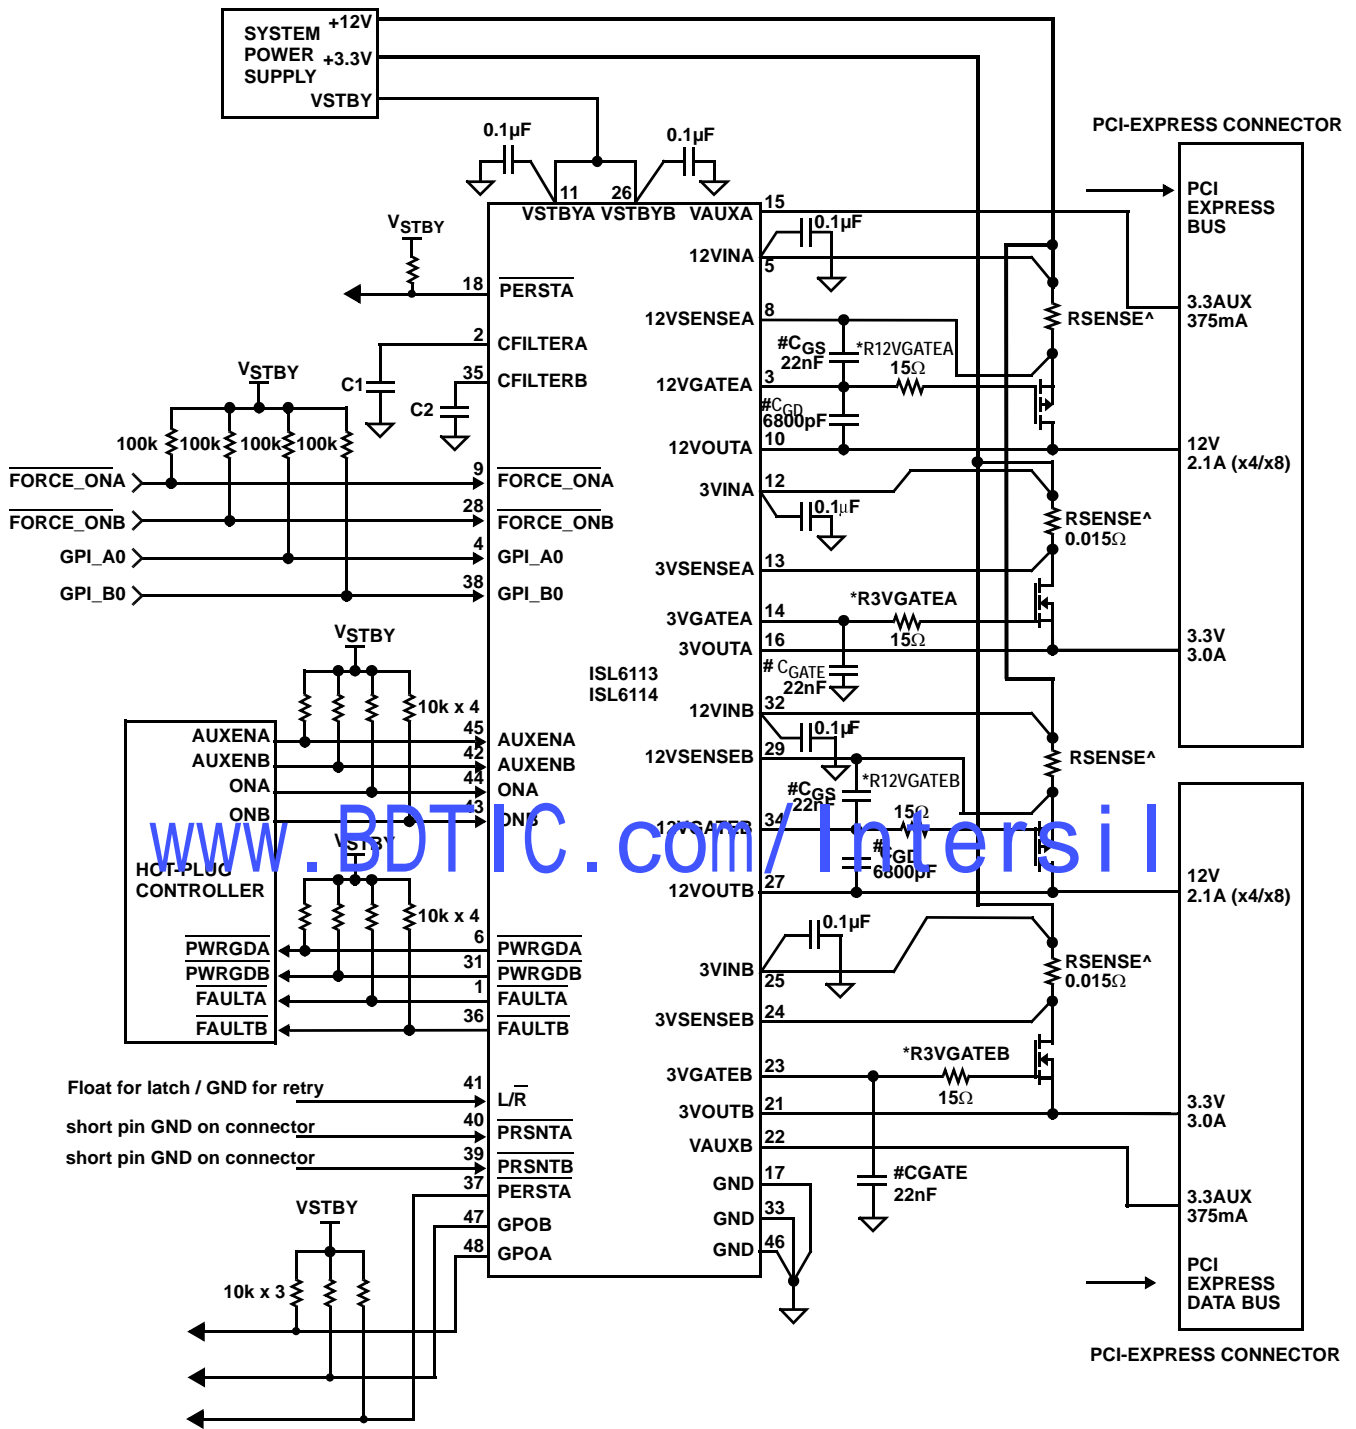 SYSTEM
POWER
SUPPLY
+12V
+3.3V
VSTBY
0.1µF
0.1µF
11
26
VSTBYA
VSTBYB
VSTBY
18
PERSTA
2
CFILTERA
C1
35
CFILTERB
C2
VSTBY
100k
100k
100k
100k
FORCE_ONA
9
FORCE_ONA
FORCE_ONB
28
FORCE_ONB
GPI_A0
4
GPI_A0
GPI_B0
38
GPI_B0
VSTBY
10k x 4
AUXENA
45
AUXENA
AUXENB
42
AUXENB
ONA
44
ONA
ONB
43
ONB
VSTBY
HOT-PLUG
CONTROLLER
10k x 4
PWRGDA
6
PWRGDA
PWRGDB
31
PWRGDB
FAULTA
1
FAULTA
FAULTB
36
FAULTB
Float for latch / GND for retry
41
L/R
short pin GND on connector
40
PRSNTA
short pin GND on connector
39
PRSNTB
37
PERSTA
VSTBY
47
GPOB
48
GPOA
10k x 3
ISL6113
ISL6114
VAUXA
15
12VINA
5
0.1µF
12VSENSEA
8
#CGS
22nF
*R12VGATEA
15Ω
12VGATEA
3
#CGD
6800pF
12VOUTA
10
3VINA
12
0.1µF
3VSENSEA
13
3VGATEA
14
*R3VGATEA
15Ω
3VOUTA
16
# CGATE
22nF
12VINB
32
0.1µF
12VSENSEB
29
#CGS
22nF
*R12VGATEB
15Ω
12VGATEB
34
#CGD
6800pF
12VOUTB
27
0.1µF
3VINB
25
3VSENSEB
24
3VGATEB
23
*R3VGATEB
15Ω
3VOUTB
21
VAUXB
22
#CGATE
22nF
GND
17
GND
33
GND
46
RSENSE^
RSENSE^
0.015Ω
RSENSE^
RSENSE^
0.015Ω
PCI-EXPRESS CONNECTOR
PCI
EXPRESS
BUS
3.3AUX
375mA
12V
2.1A (x4/x8)
3.3V
3.0A
12V
2.1A (x4/x8)
3.3V
3.0A
3.3AUX
375mA
PCI
EXPRESS
DATA BUS
PCI-EXPRESS CONNECTOR
www.BDTIC.com/Intersil